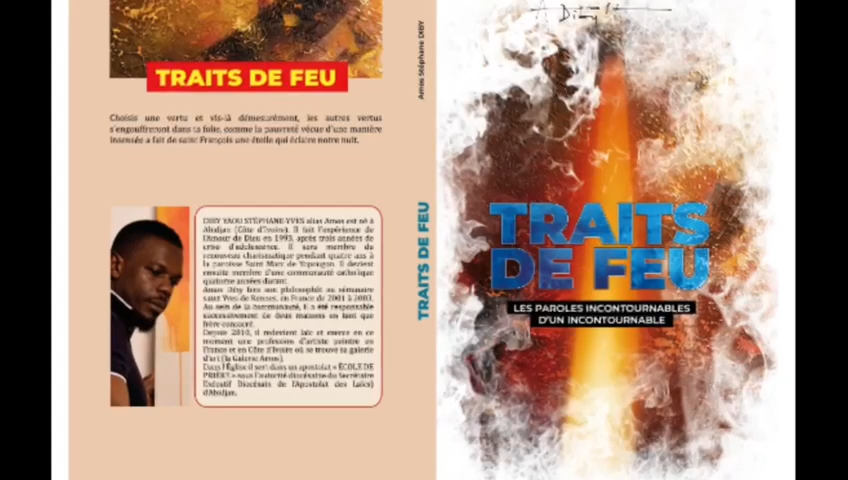 TRAITS DE FEU
Choisis une vertu et vis-là démesurément, les autres vertus
s'engouffreront dans ta folie, comme la pauvreté vécue d'une manière
insensée a fait de saint François une étoile qui éclaire notre nuit.
DIBY YAOU STÉPHANE-YVES alias Amos est né à
Abidjan (Côte d'Ivoire). Il fait l'expérience de
l'Amour de Dieu en 1993, après trois années de
crise d'adolescence. Il sera membre du
renouveau charismatique pendant quatre ans à
la paroisse Saint Marc de Yopougon. Il devient
ensuite membre d'une communauté catholique
quatorze années durant.
Amos Diby fera son philosophat au séminaire
saint Yves de Rennes, en France de 2001 à 2003.
Au sein de la communauté, il a été responsable
successivement de deux maisons en tant que
frère consacré.
Depuis 2010, il redevient laïc et exerce en ce
moment une profession d'artiste peintre en
France et en Côte d'Ivoire où se trouve sa galerie
d'art (la Galerie Amos).
Dans l'Église il sert dans un apostolat « ÉCOLE DE
PRIÈRE » sous l'autorité diocésaine du Secrétaire
Exécutif Diocésain de l'Apostolat des Laïcs)
d'Abidjan.
Amos Stéphane DIBY
TRAITS DE FEU
TRAITS
DE FEU
LES PAROLES INCONTOURNABLES
D'UN INCONTOURNABLE